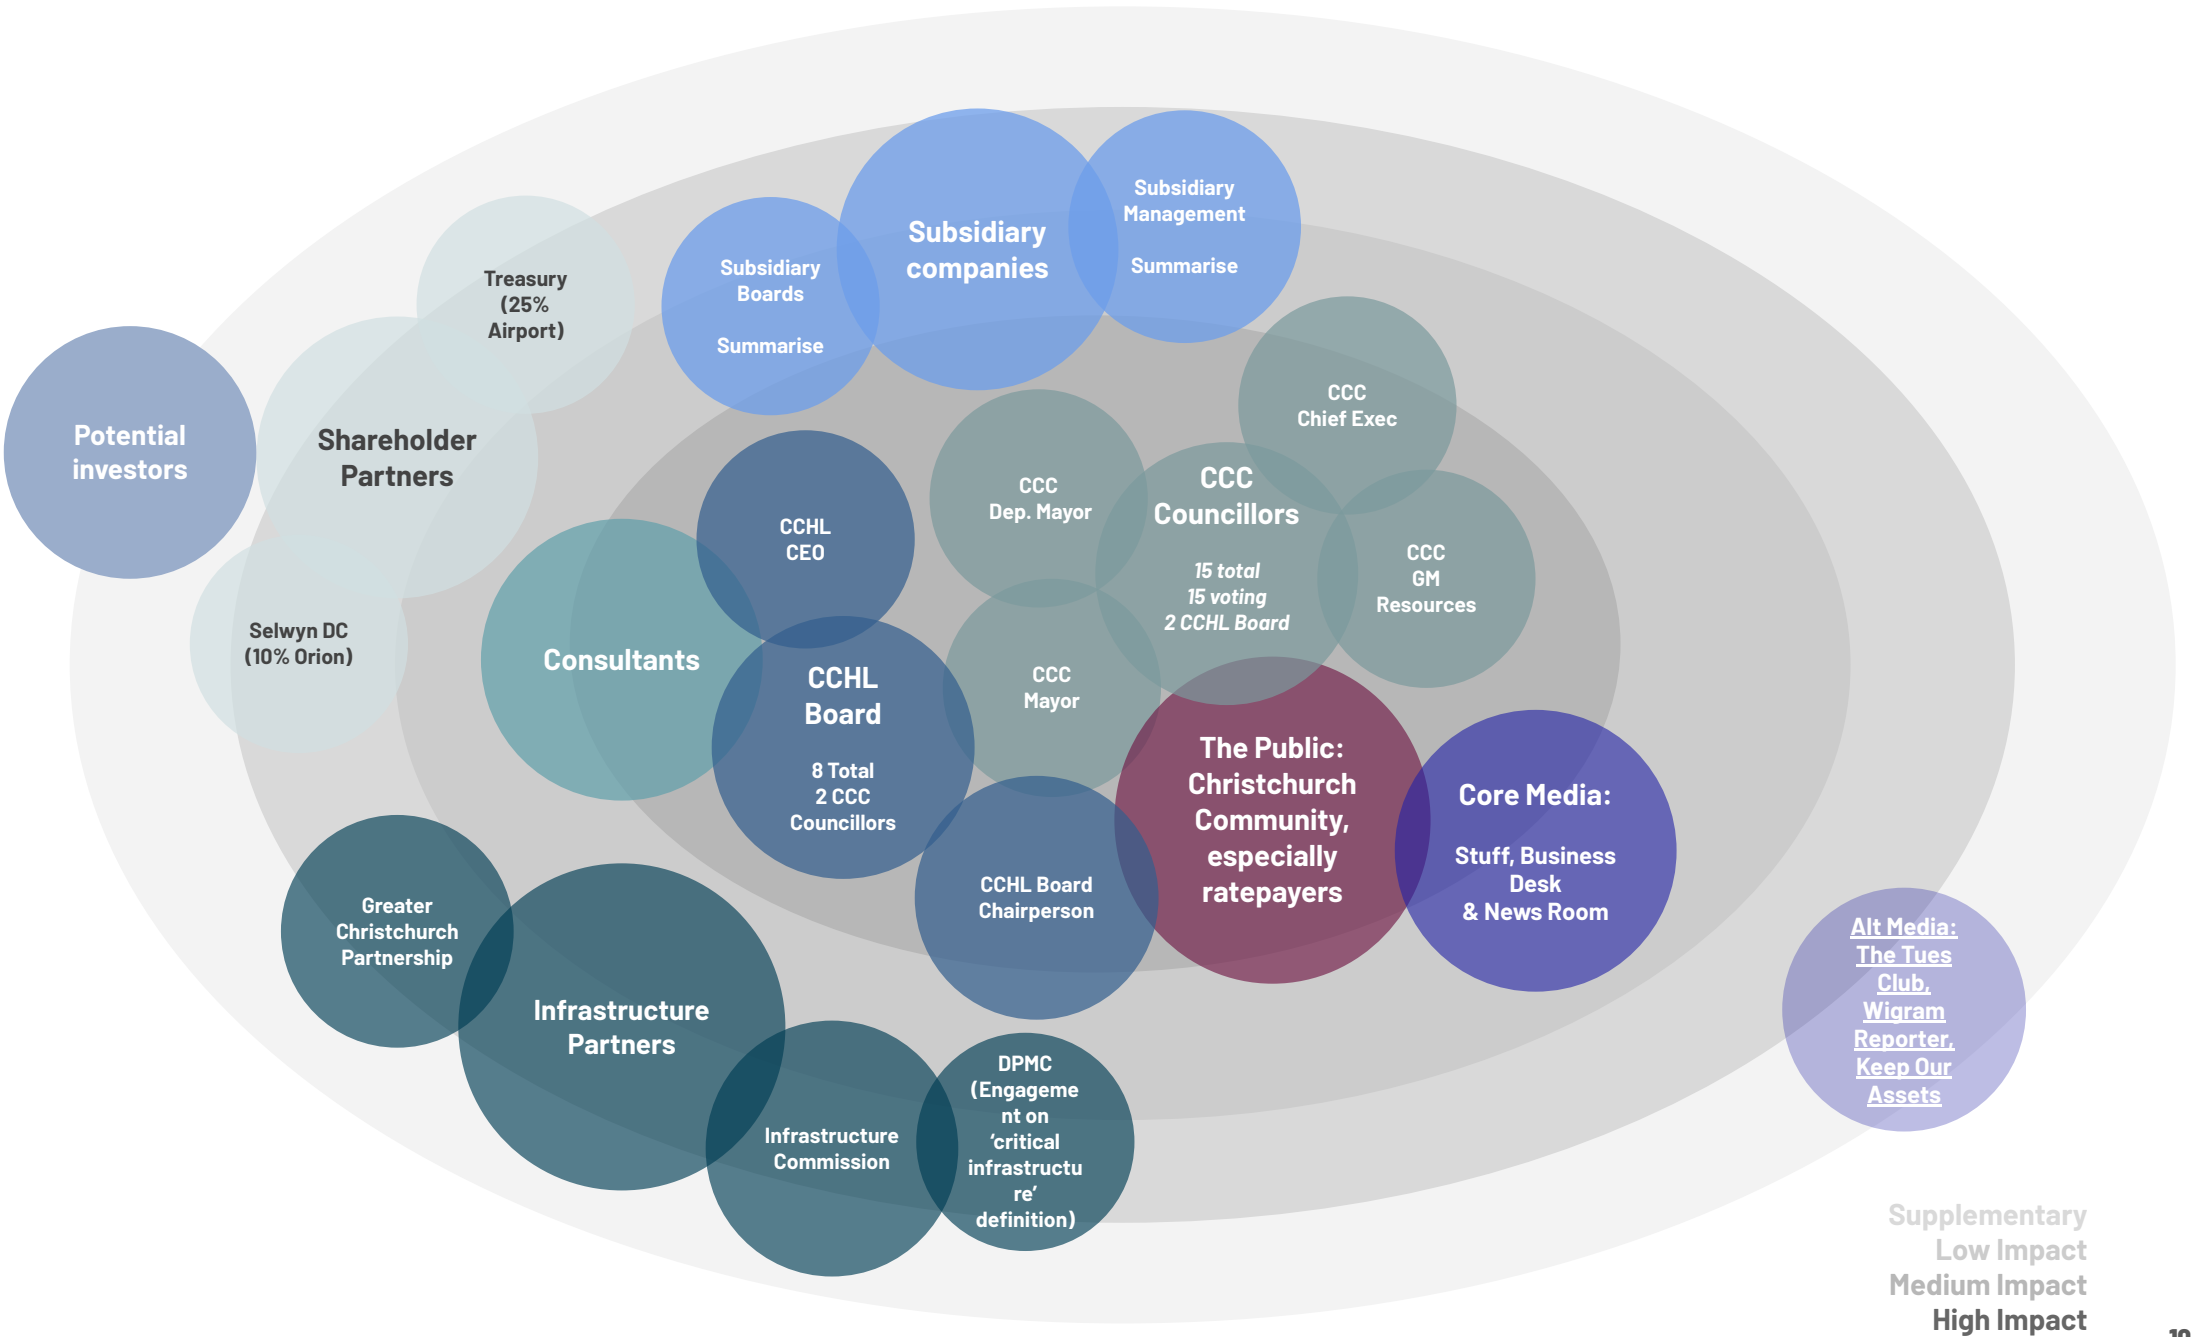 Subsidiary
Boards
Summarise
Subsidiary
companies
Subsidiary
Management
Summarise
Treasury
(25%
Airport)
Potential
investors
Shareholder
Partners
Selwyn DC
(10% Orion)
CCC
Chief Exec
CCC
Dep. Mayor
CCC
Councillors
15 total
15 voting
2 CCHL Board
CCC
GM
Resources
CCHL
CEO
Consultants
CCHL
Board
8 Total
2 CCC
Councillors
CCC
Mayor
The Public:
Christchurch
Community,
especially
ratepayers
Core Media:
Stuff, Business
Desk
& News Room
CCHL Board
Chairperson
Greater
Christchurch
Partnership
Infrastructure
Partners
Infrastructure
Commission
DPMC
(Engageme
nt on
‘critical
infrastructu
re’
definition)
Alt Media:
The Tues
Club,
Wigram
Reporter,
Keep Our
Assets
Supplementary
Low Impact
Medium Impact
High Impact